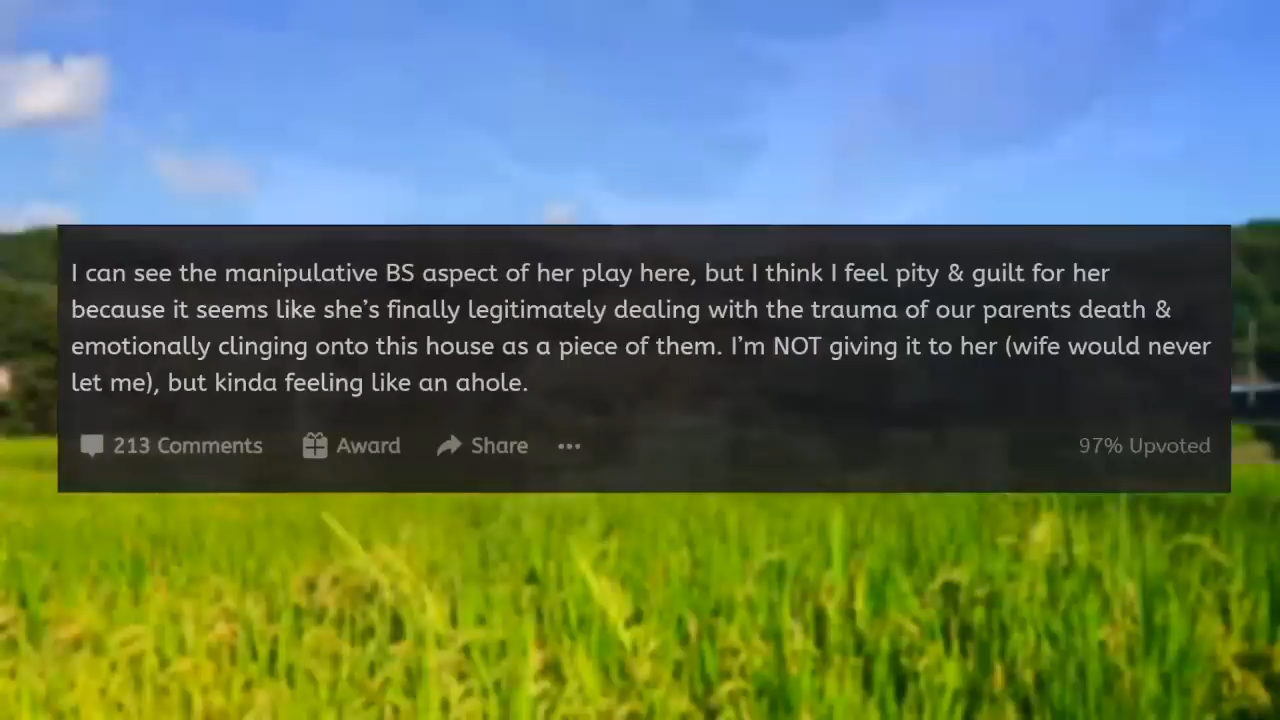 I can see the manipulative BS aspect of her play here, but I think I feel pity & guilt for her
because it seems like she’s finally legitimately dealing with the trauma of our parents death &
emotionally clinging onto this house as a piece of them. I’m NOT giving it to her (wife would never
let me), but kinda feeling like an ahole.
213 Comments Award Share ••• 97% Upvoted